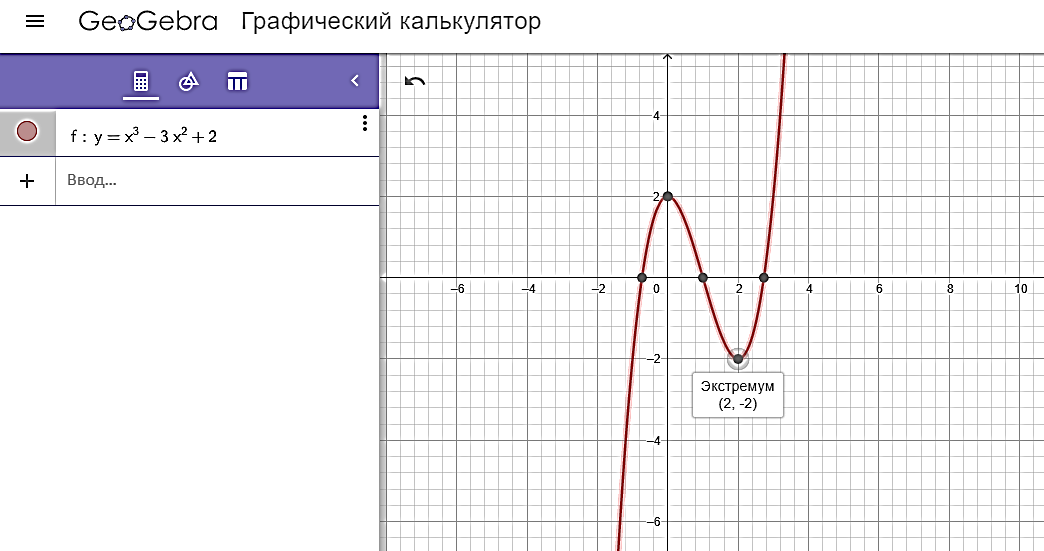 GeoGebra Графический калькулятор
f : y = x³ − 3 x² + 2
+ Ввод...
4
2
−6 −4 −2 0 2 4 6 8 10
−2
Экстремум
(2, -2)
−4
−6